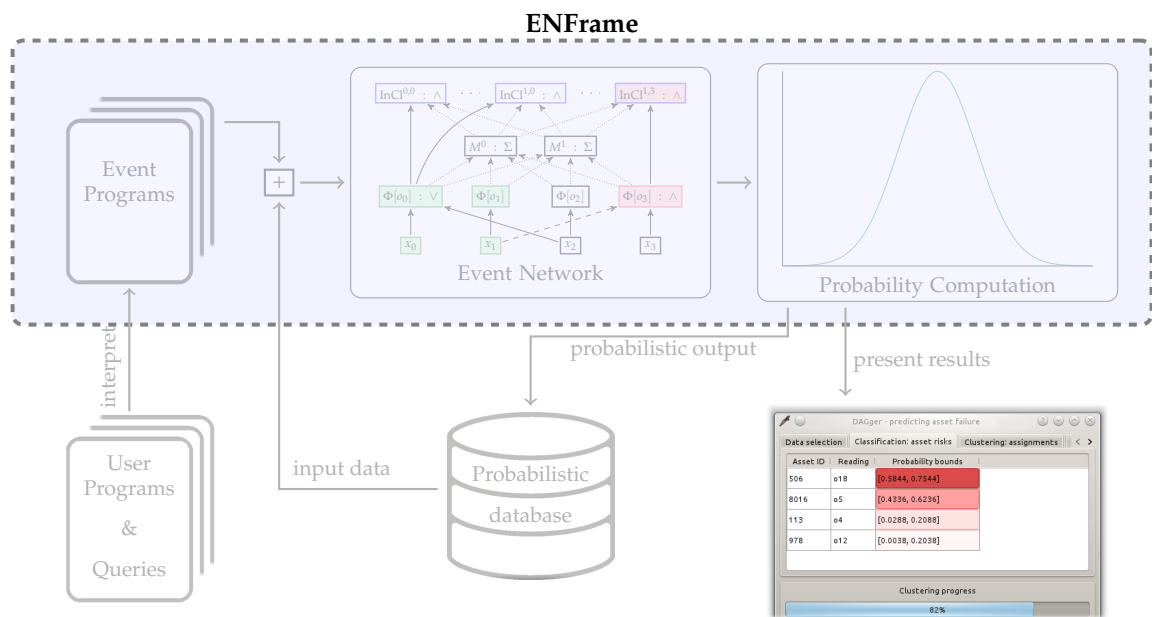 ENFrame
Event
Programs
+
InCl^{0,0} : ∧
· · ·
InCl^{1,0} : ∧
· · ·
InCl^{1,3} : ∧
M^0 : Σ
M^1 : Σ
Φ[o_0] : ∨
Φ[o_1]
Φ[o_2]
Φ[o_3] : ∧
x_0
x_1
x_2
x_3
Event Network
Probability Computation
interpret
probabilistic output
present results
User
Programs
&
Queries
input data
Probabilistic
database
DAGger - predicting asset failure
Data selection Classification: asset risks Clustering: assignments
Asset ID Reading Probability bounds
506 o18 [0.5844, 0.7544]
8016 o5 [0.4336, 0.6236]
113 o4 [0.0288, 0.2088]
978 o12 [0.0038, 0.2038]
Clustering progress
82%